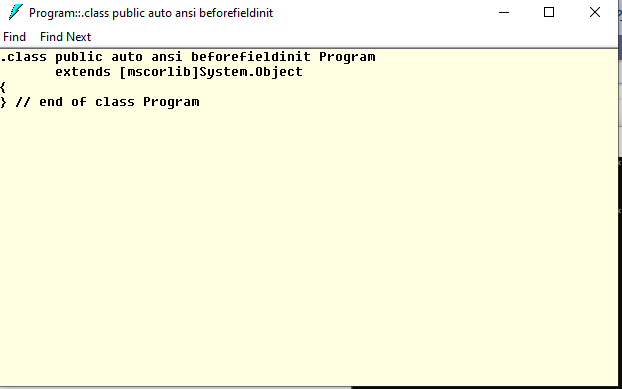 Program::.class public auto ansi beforefieldinit
Find Find Next
.class public auto ansi beforefieldinit Program
       extends [mscorlib]System.Object
{
} // end of class Program